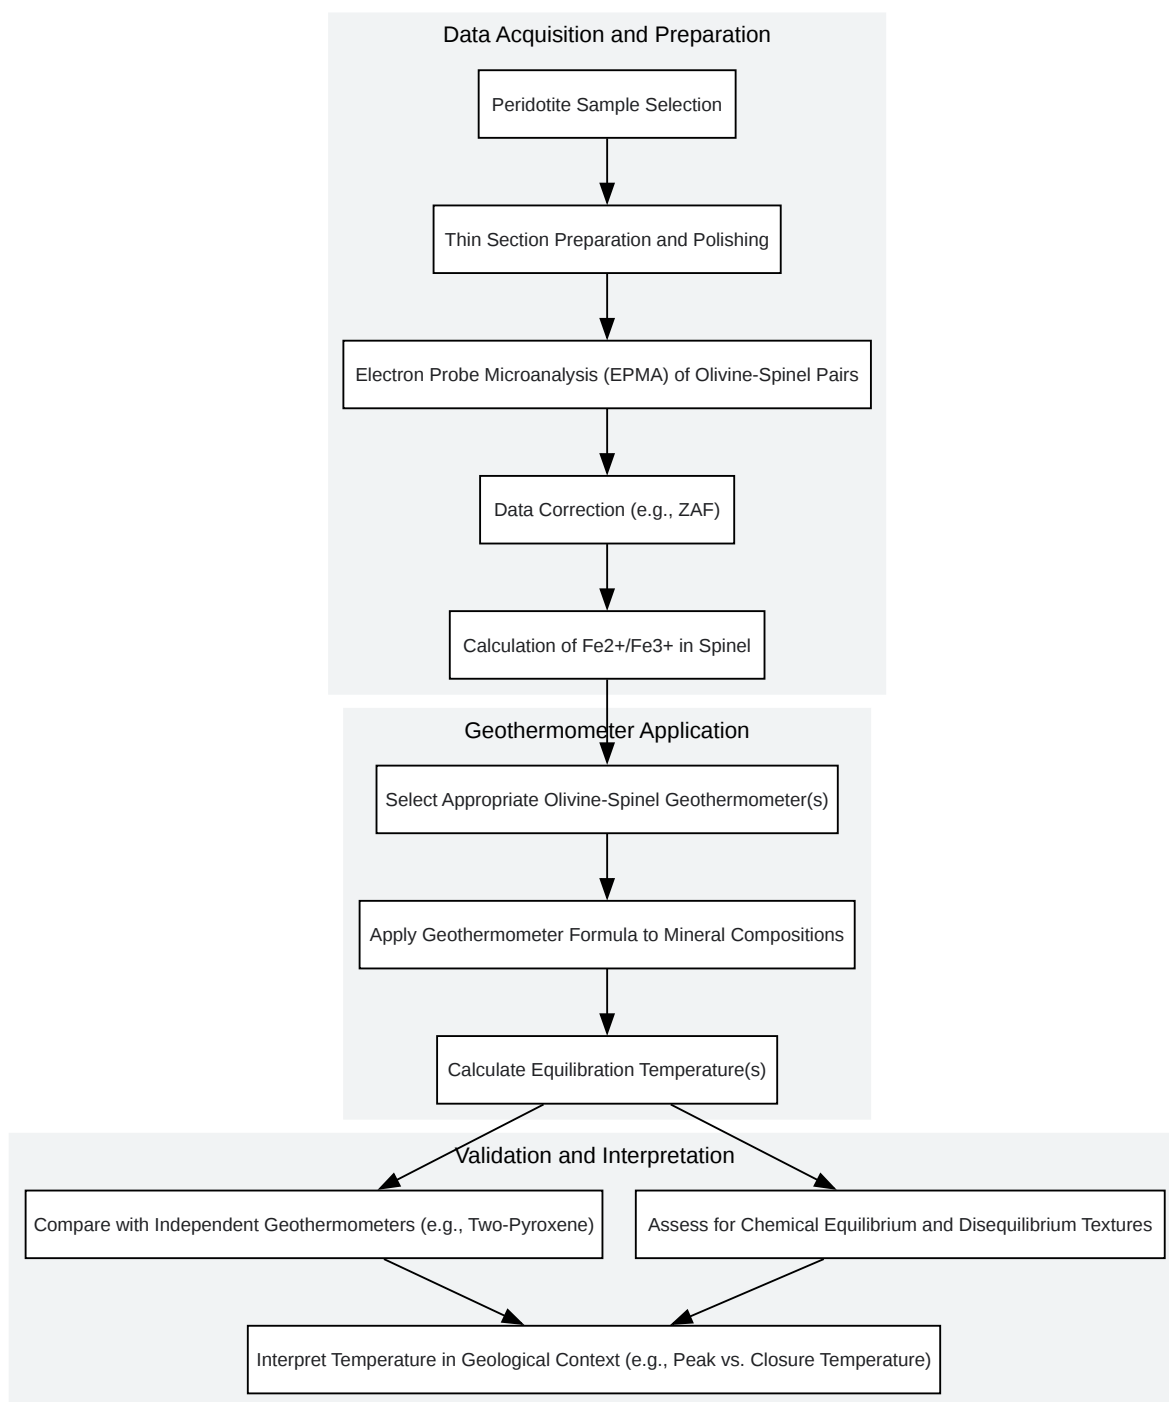 Data Acquisition and Preparation
Peridotite Sample Selection
Thin Section Preparation and Polishing
Electron Probe Microanalysis (EPMA) of Olivine-Spinel Pairs
Data Correction (e.g., ZAF)
Calculation of Fe2+/Fe3+ in Spinel
Geothermometer Application
Select Appropriate Olivine-Spinel Geothermometer(s)
Apply Geothermometer Formula to Mineral Compositions
Calculate Equilibration Temperature(s)
Validation and Interpretation
Compare with Independent Geothermometers (e.g., Two-Pyroxene)
Assess for Chemical Equilibrium and Disequilibrium Textures
Interpret Temperature in Geological Context (e.g., Peak vs. Closure Temperature)